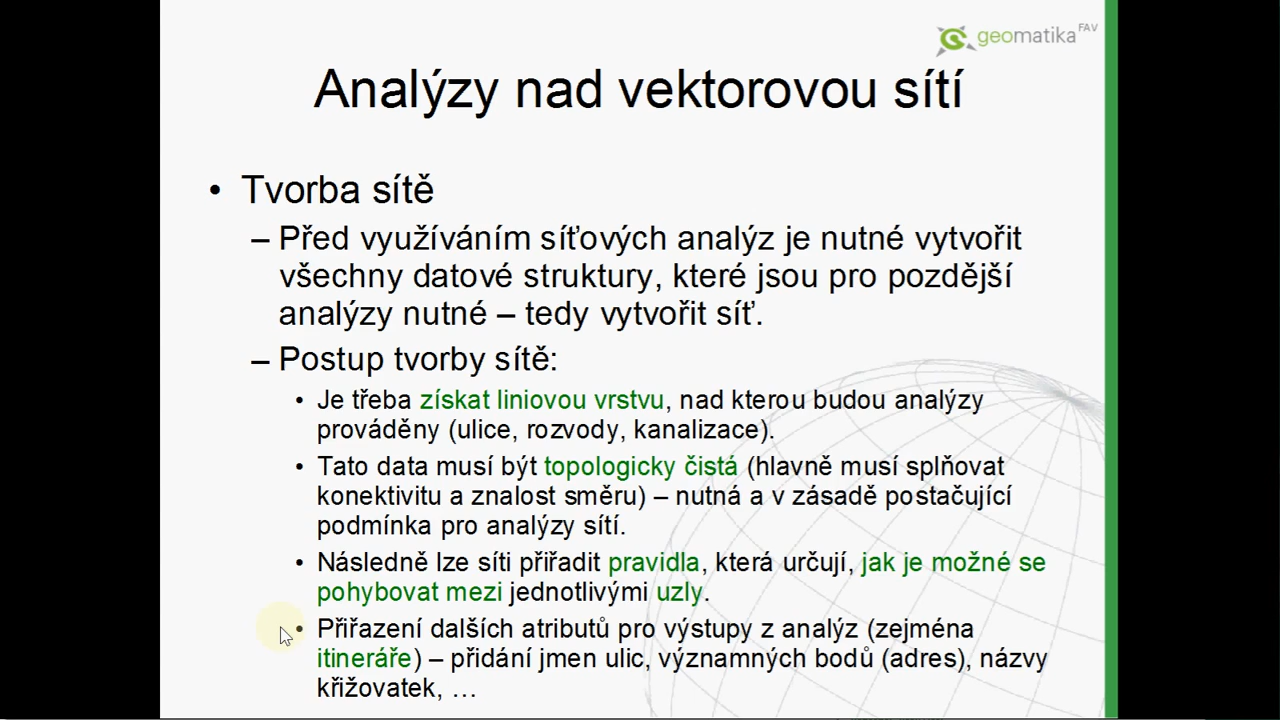 geomatika FAV
Analýzy nad vektorovou sítí
• Tvorba sítě
– Před využíváním síťových analýz je nutné vytvořit
všechny datové struktury, které jsou pro pozdější
analýzy nutné – tedy vytvořit síť.
– Postup tvorby sítě:
• Je třeba získat liniovou vrstvu, nad kterou budou analýzy
prováděny (ulice, rozvody, kanalizace).
• Tato data musí být topologicky čistá (hlavně musí splňovat
konektivitu a znalost směru) – nutná a v zásadě postačující
podmínka pro analýzy sítí.
• Následně lze síti přiřadit pravidla, která určují, jak je možné se
pohybovat mezi jednotlivými uzly.
• Přiřazení dalších atributů pro výstupy z analýz (zejména
itineráře) – přidání jmen ulic, významných bodů (adres), názvy
křižovatek, …